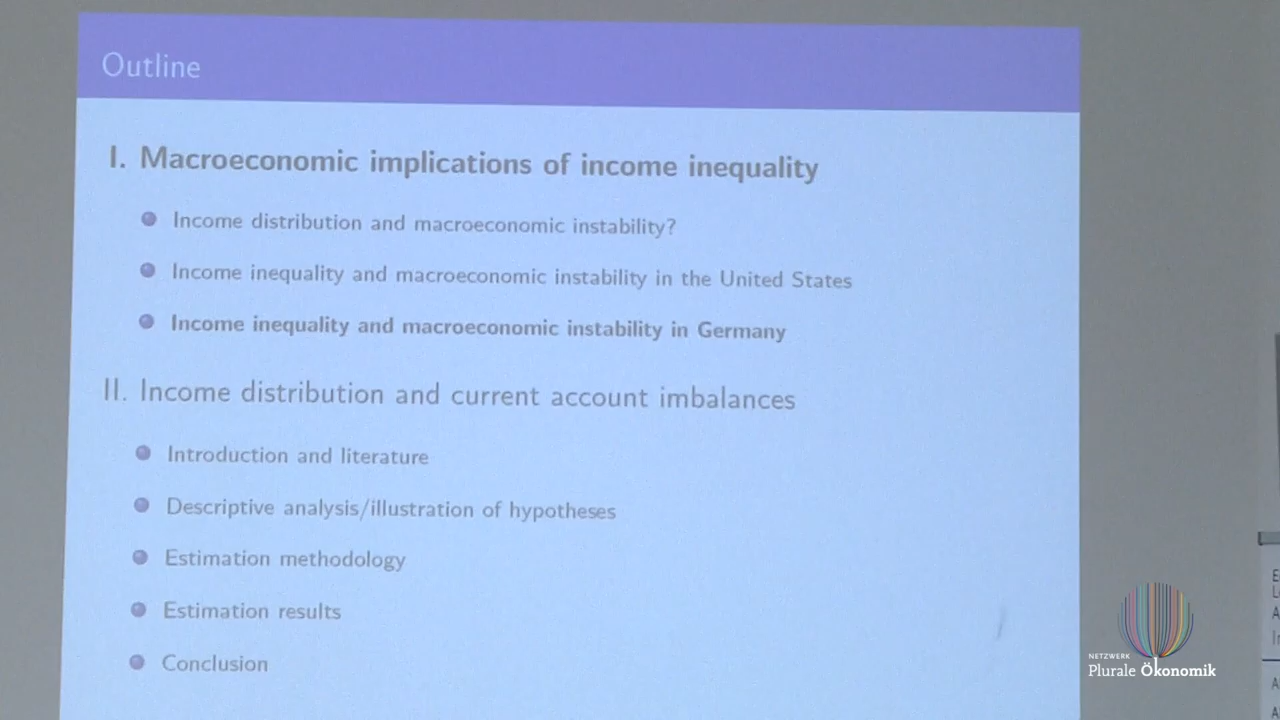 Outline
I. Macroeconomic implications of income inequality
Income distribution and macroeconomic instability?
Income inequality and macroeconomic instability in the United States
Income inequality and macroeconomic instability in Germany
II. Income distribution and current account imbalances
Introduction and literature
Descriptive analysis/illustration of hypotheses
Estimation methodology
Estimation results
Conclusion
NETZWERK
Plurale Ökonomik